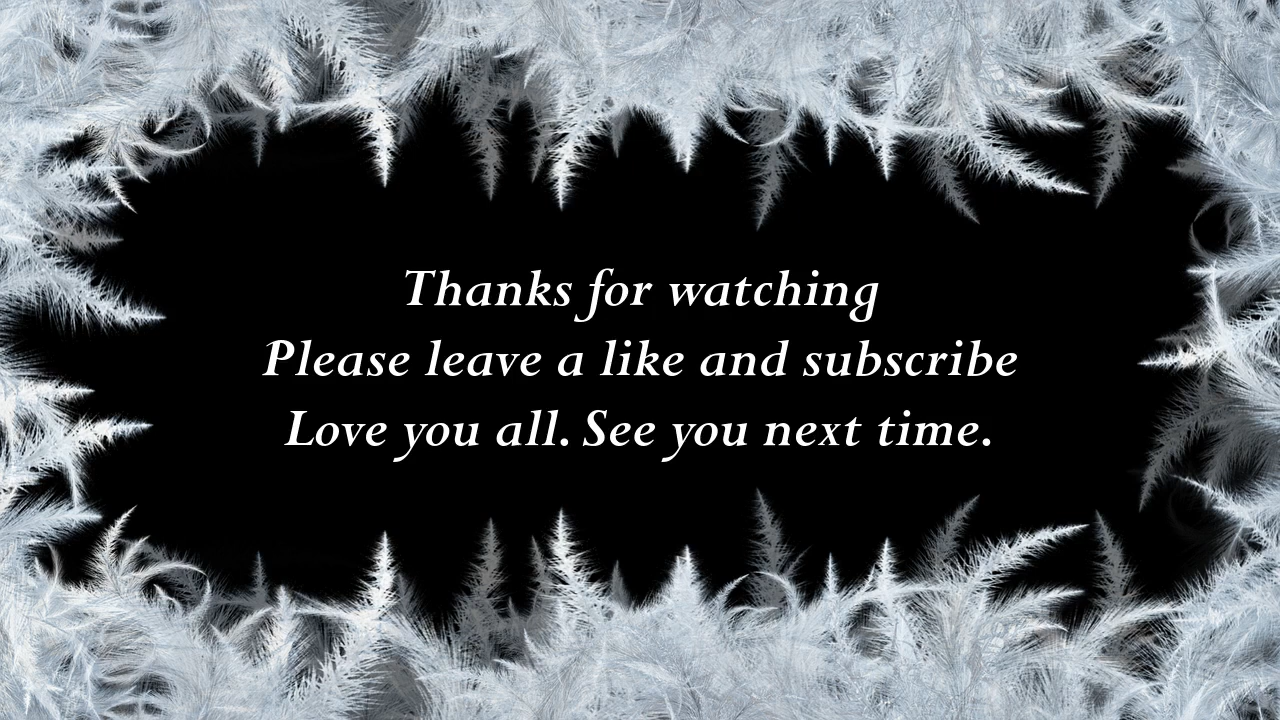 Thanks for watching
Please leave a like and subscribe
Love you all. See you next time.